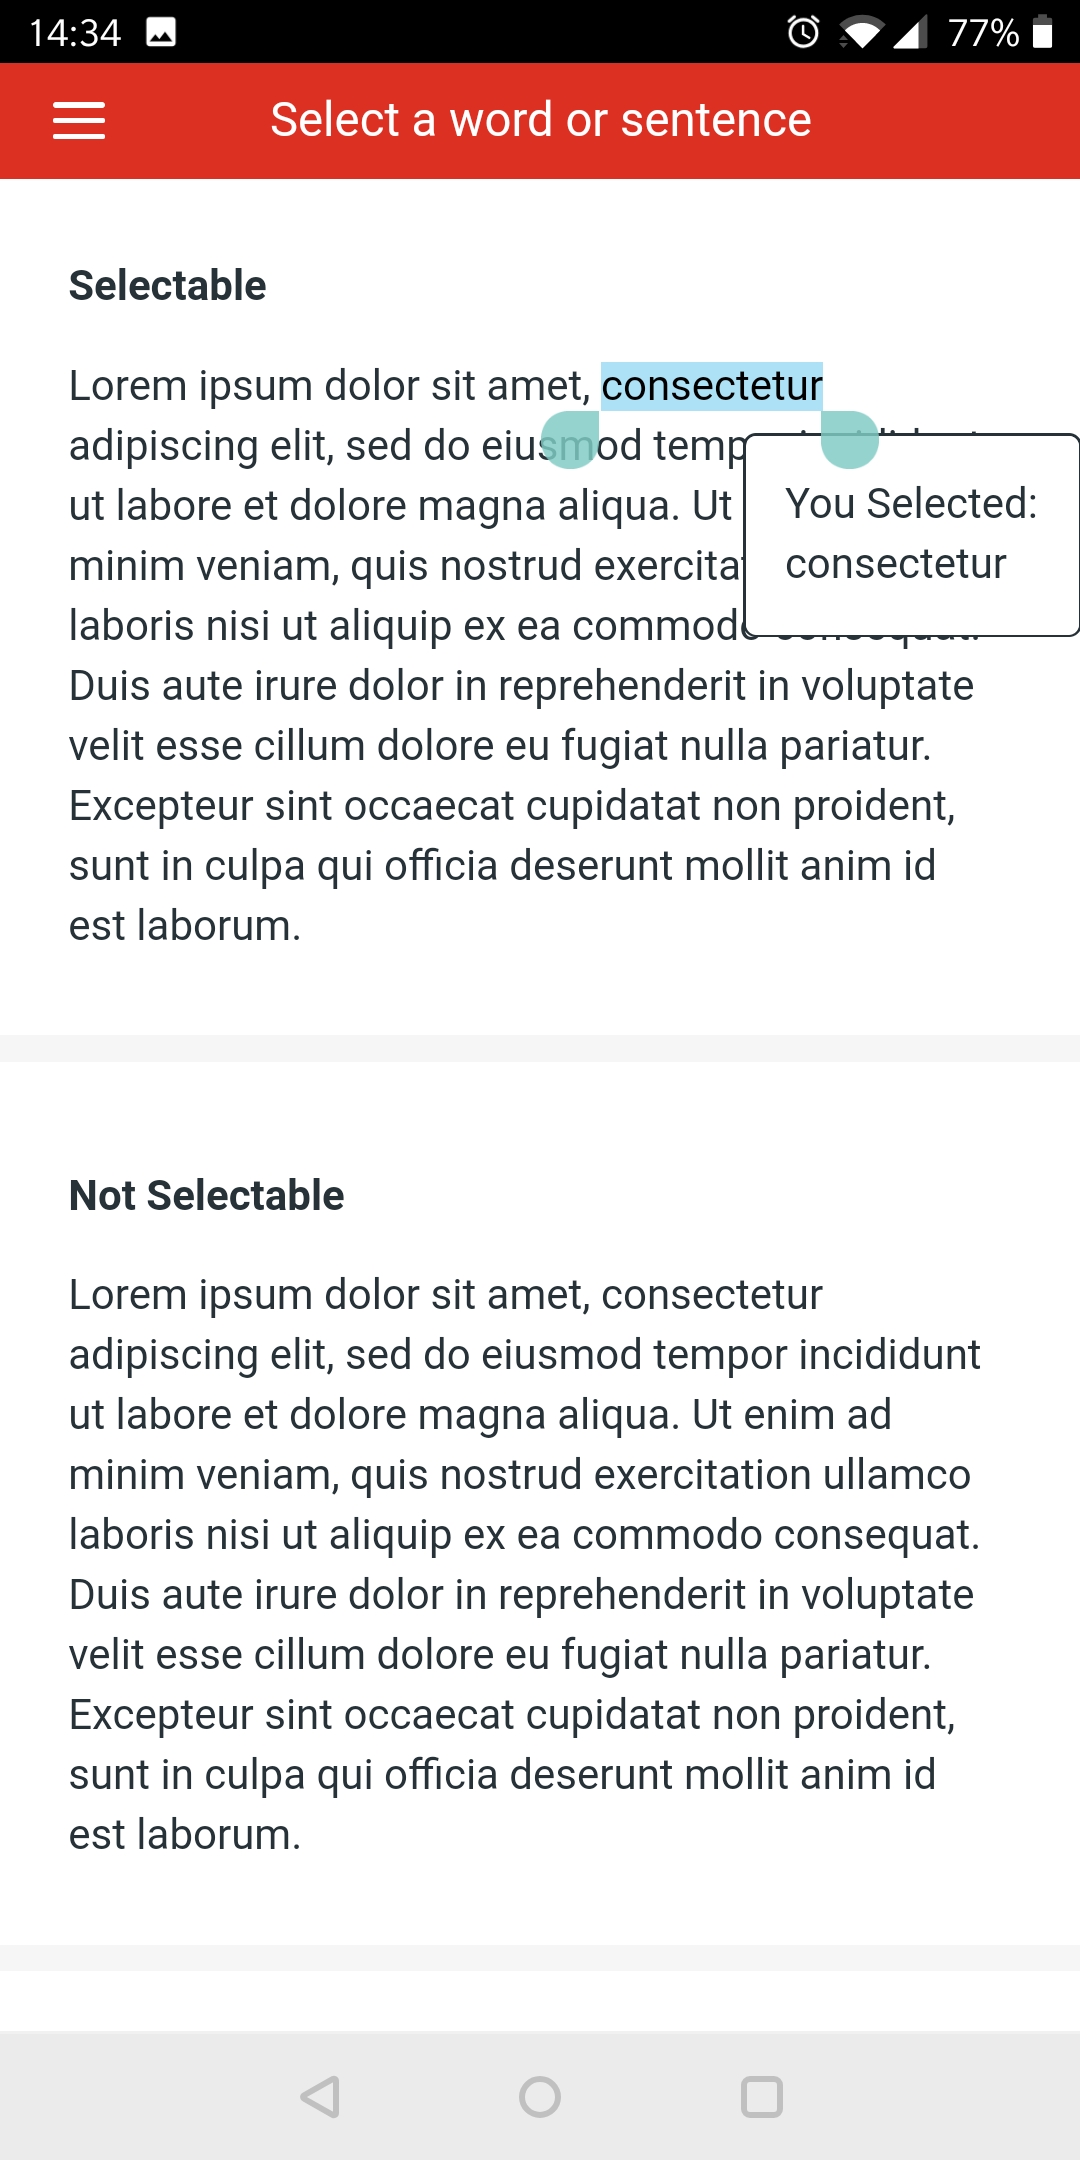 14:34
77%
Select a word or sentence
Selectable
Lorem ipsum dolor sit amet, consectetur
adipiscing elit, sed do eiusmod temp
ut labore et dolore magna aliqua. Ut
You Selected:
consectetur
minim veniam, quis nostrud exercitat
laboris nisi ut aliquip ex ea commodo consequat.
Duis aute irure dolor in reprehenderit in voluptate
velit esse cillum dolore eu fugiat nulla pariatur.
Excepteur sint occaecat cupidatat non proident,
sunt in culpa qui officia deserunt mollit anim id
est laborum.
Not Selectable
Lorem ipsum dolor sit amet, consectetur
adipiscing elit, sed do eiusmod tempor incididunt
ut labore et dolore magna aliqua. Ut enim ad
minim veniam, quis nostrud exercitation ullamco
laboris nisi ut aliquip ex ea commodo consequat.
Duis aute irure dolor in reprehenderit in voluptate
velit esse cillum dolore eu fugiat nulla pariatur.
Excepteur sint occaecat cupidatat non proident,
sunt in culpa qui officia deserunt mollit anim id
est laborum.